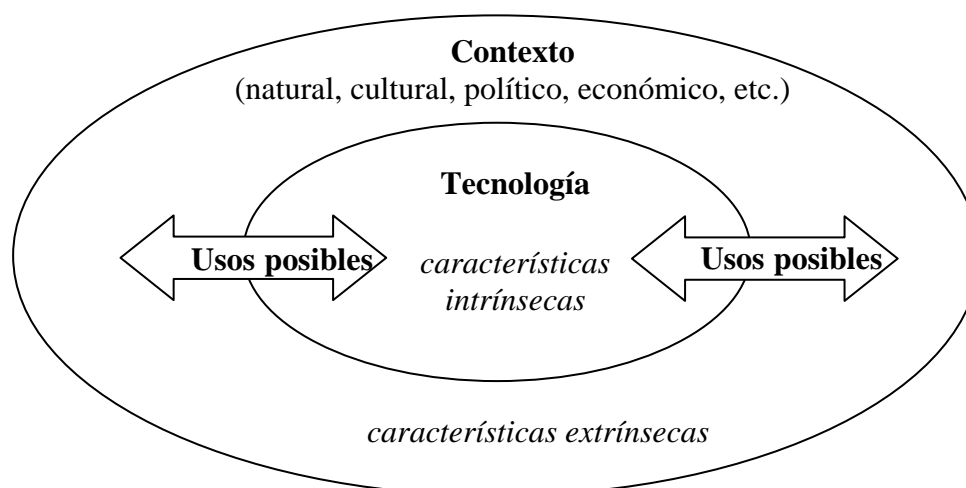 Contexto
(natural, cultural, político, económico, etc.)
Tecnología
Usos posibles
características
intrínsecas
Usos posibles
características extrínsecas